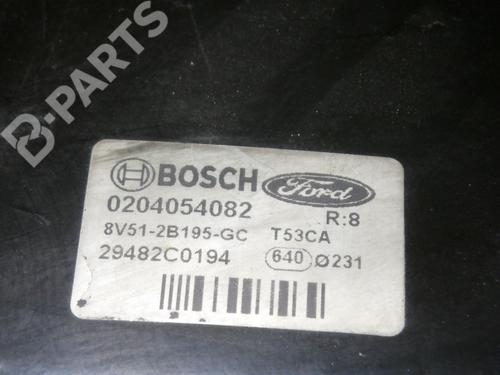 B-PARTS
BOSCH Ford
0204054082 R:8
8V51-2B195-GC T53CA
29482C0194 640 Ø231